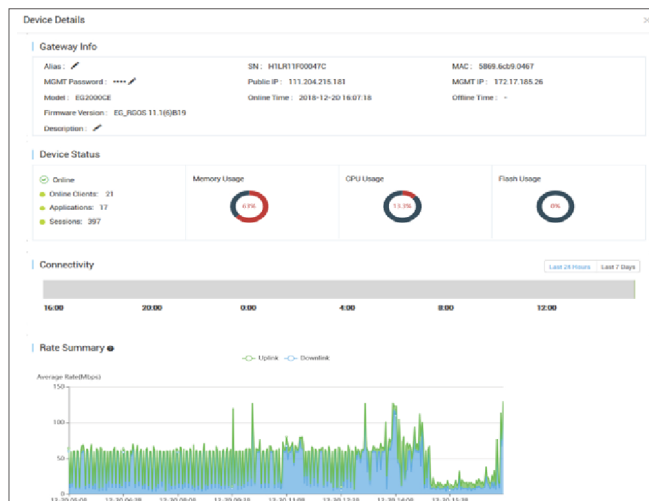 Device Details
Gateway Info
Alias :
SN : H1LR11F00047C
MAC : 5869.6cb9.0467
MGMT Password : ••••
Public IP : 111.204.215.181
MGMT IP : 172.17.185.26
Model : EG2000CE
Online Time : 2018-12-20 16:07:18
Offline Time : -
Firmware Version : EG_RGOS 11.1(6)B19
Description :
Device Status
Online
Online Clients: 21
Applications: 17
Sessions: 397
Memory Usage
CPU Usage
Flash Usage
0%
Connectivity
Last 24 Hours
Last 7 Days
16:00 20:00 0:00 4:00 8:00 12:00
Rate Summary
Uplink Downlink
Average Rate(Mbps)
150
100
50
0